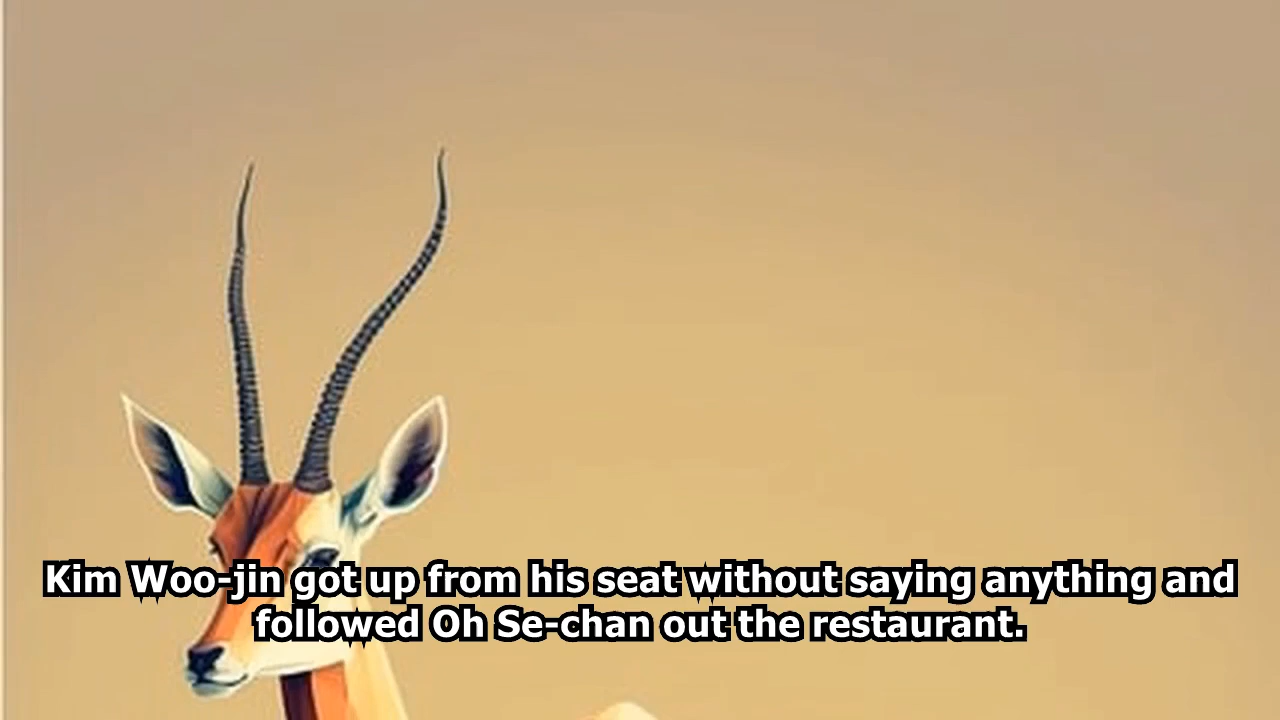 Kim Woo-jin got up from his seat without saying anything and
followed Oh Se-chan out the restaurant.